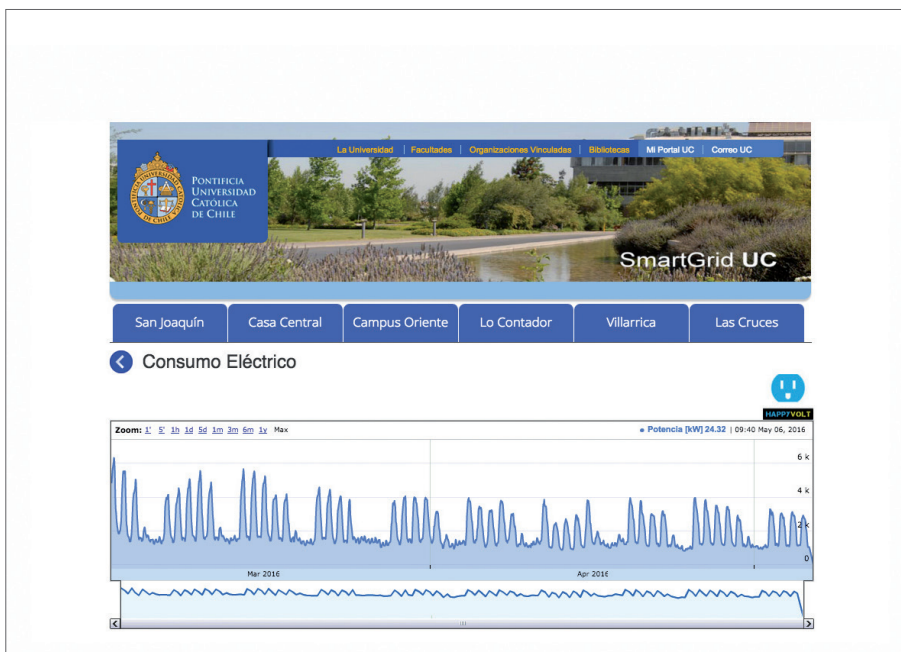 La Universidad | Facultades | Organizaciones Vinculadas | Bibliotecas Mi Portal UC | Correo UC
PONTIFICIA
UNIVERSIDAD
CATÓLICA
DE CHILE
SmartGrid UC
San Joaquín Casa Central Campus Oriente Lo Contador Villarrica Las Cruces
Consumo Eléctrico
HAPPYVOLT
Zoom: 1' 5' 1h 1d 5d 1m 3m 6m 1y Max Potencia [kW] 24.32 | 09:40 May 06, 2016
6 k
4 k
2 k
0
Mar 2016 Apr 2016